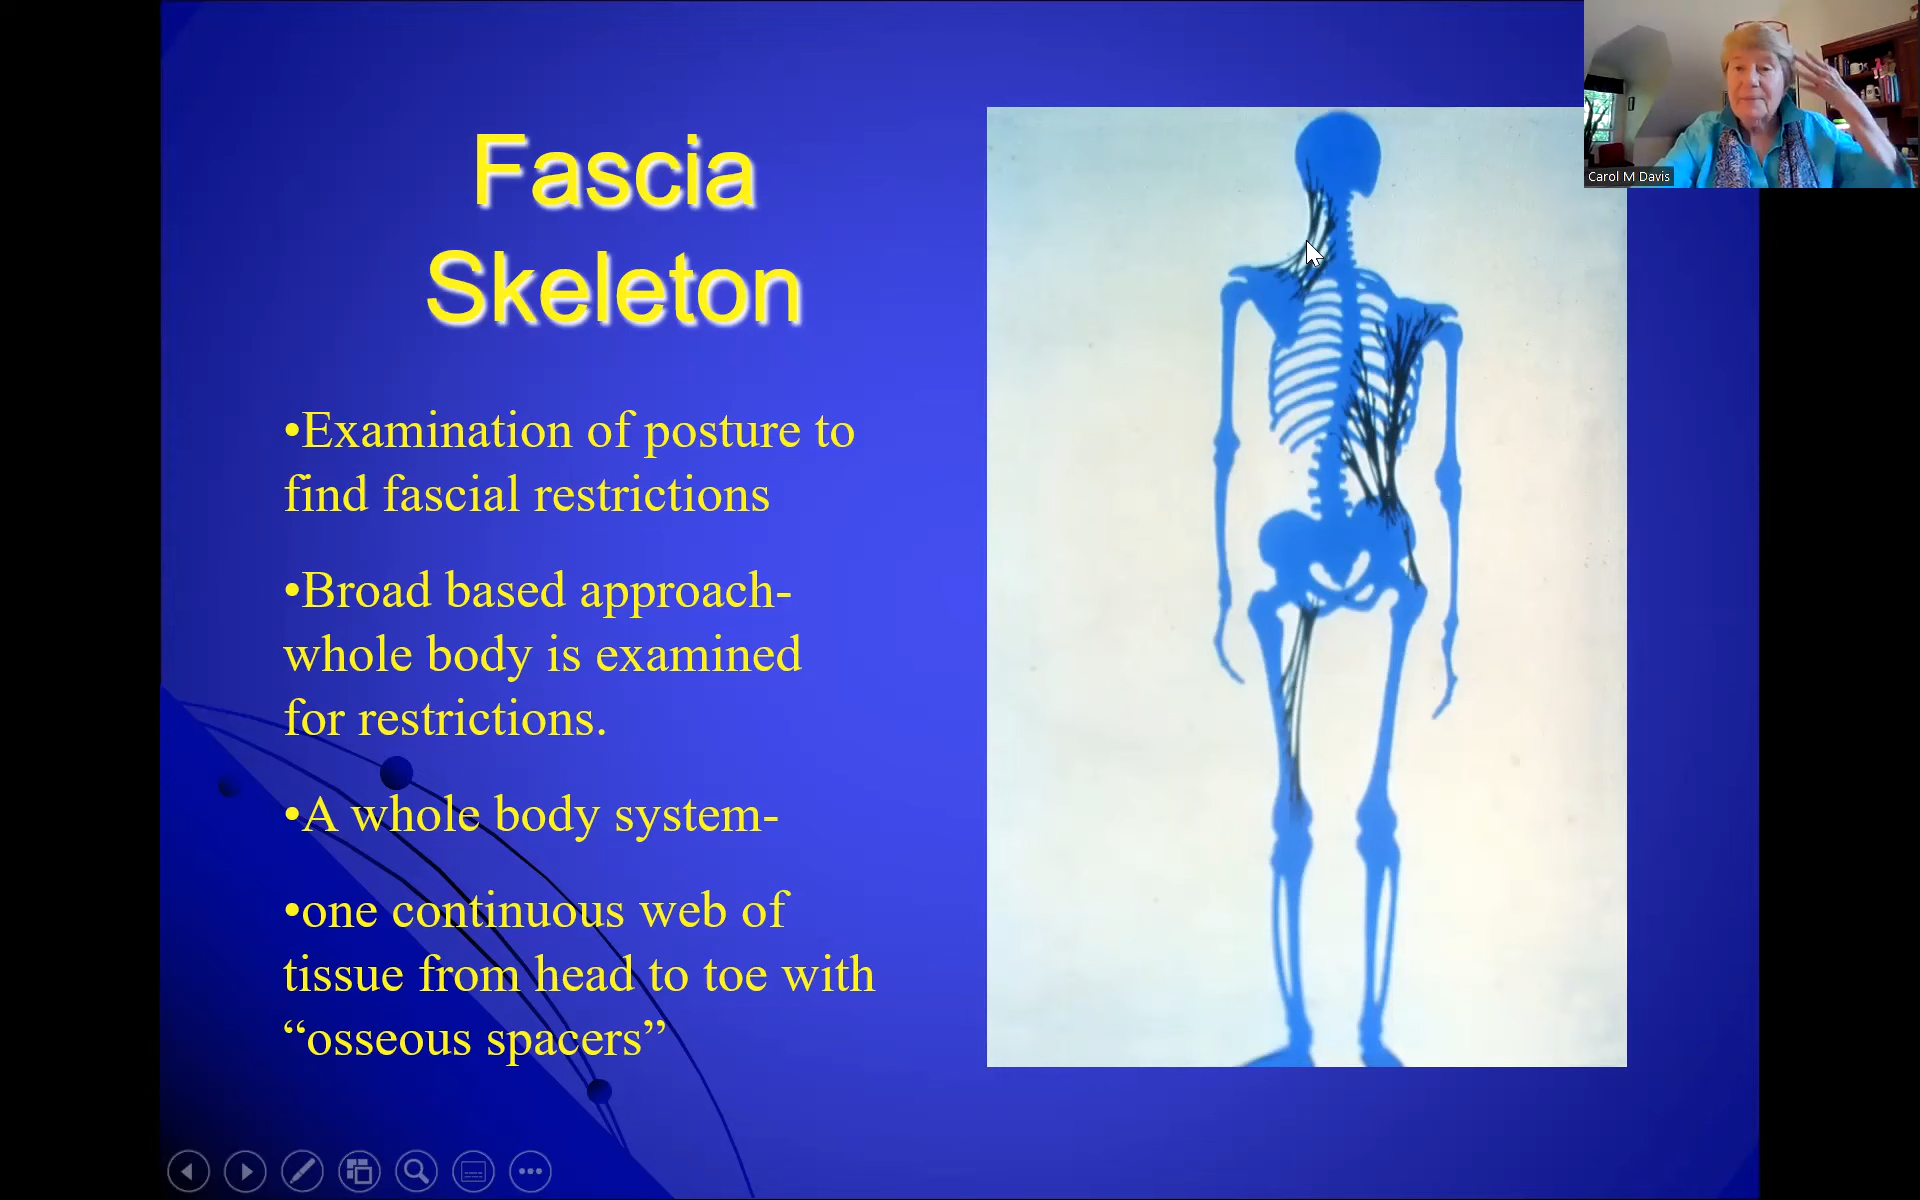 Fascia
Skeleton
•Examination of posture to
find fascial restrictions
•Broad based approach-
whole body is examined
for restrictions.
•A whole body system-
•one continuous web of
tissue from head to toe with
“osseous spacers”
Carol M Davis